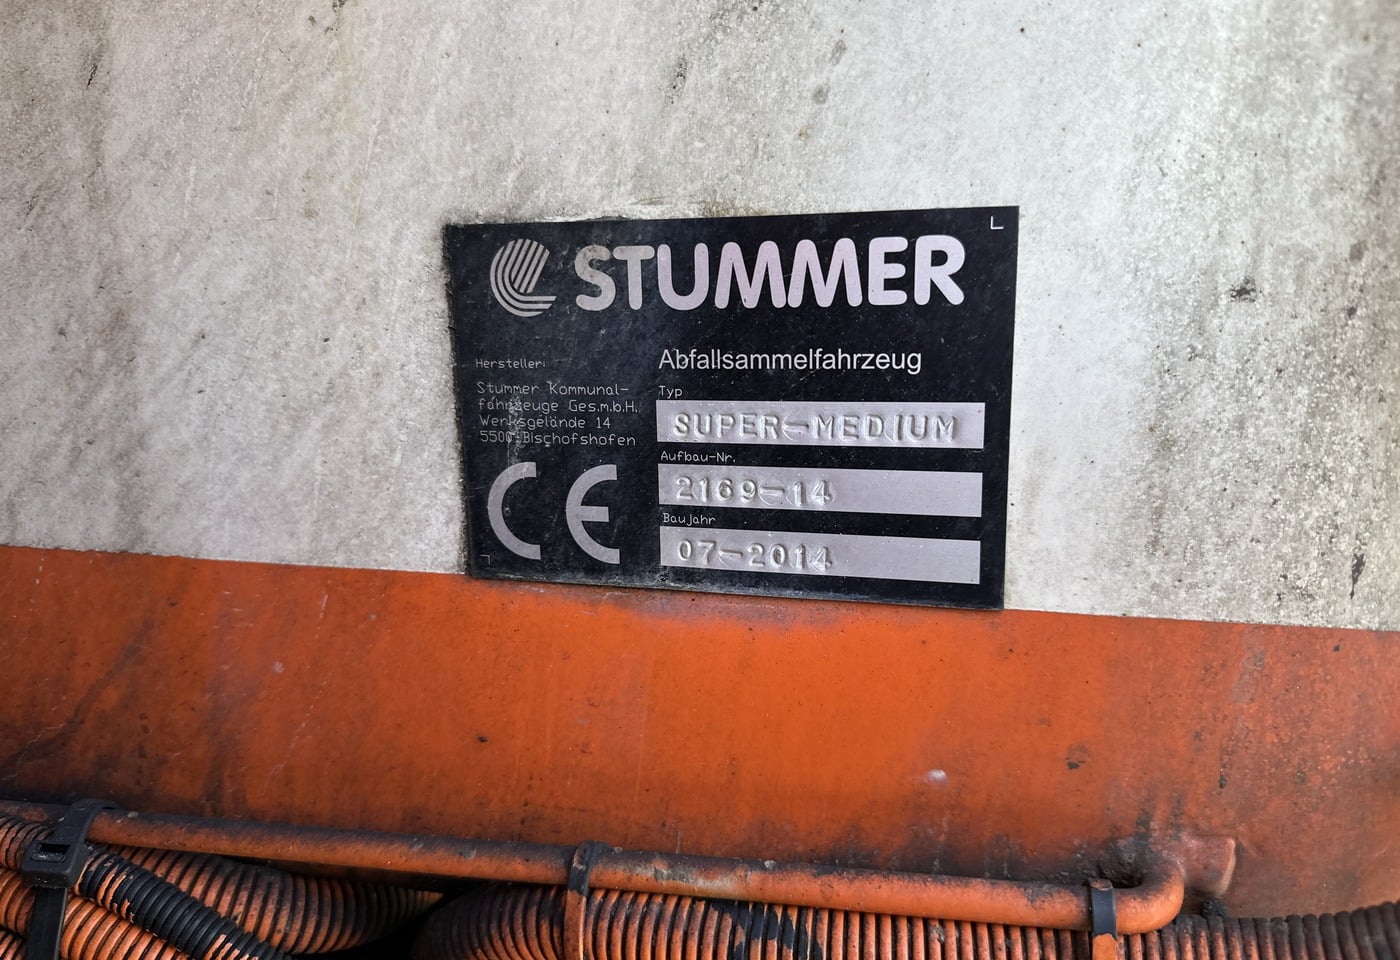 STUMMER
Abfallsammelfahrzeug
Hersteller:
Stummer Kommunal-
fahrzeuge Ges.m.b.H.
Werksgelände 14
5500 Bischofshofen
CE
Typ
SUPER-MEDIUM
Aufbau-Nr.
2169-14
Baujahr
07-2014